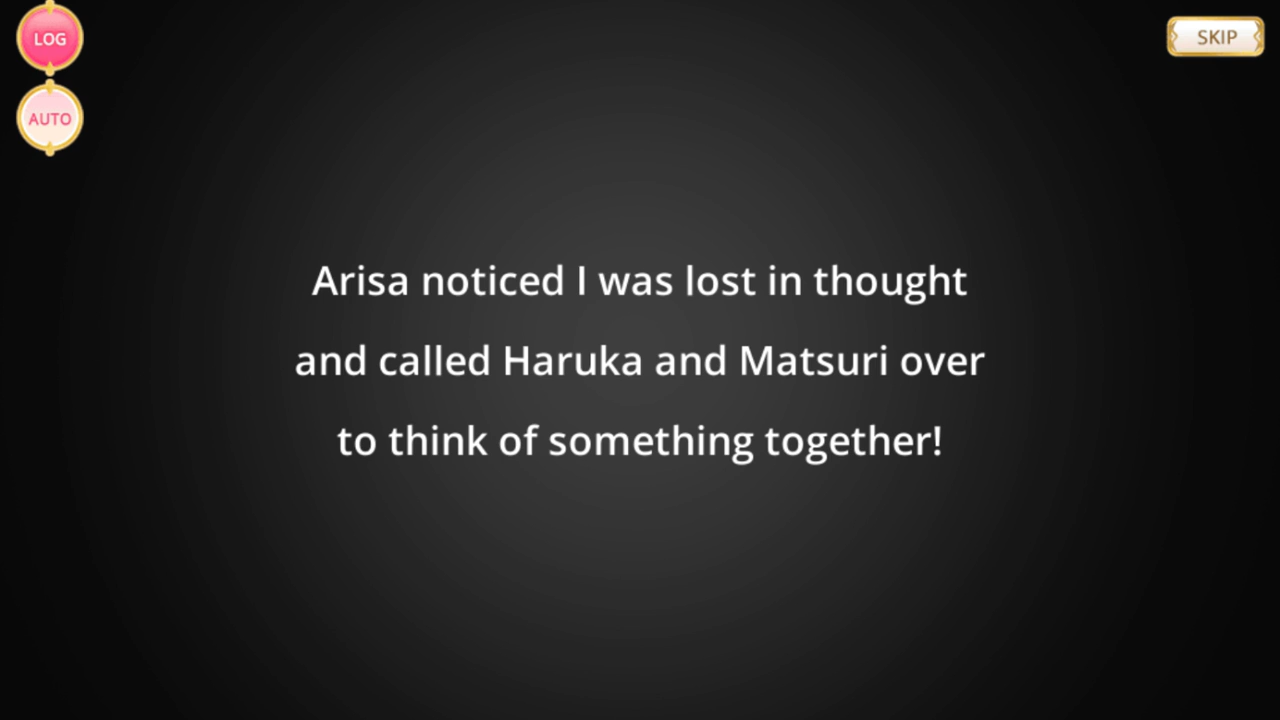 LOG
SKIP
AUTO
Arisa noticed I was lost in thought
and called Haruka and Matsuri over
to think of something together!